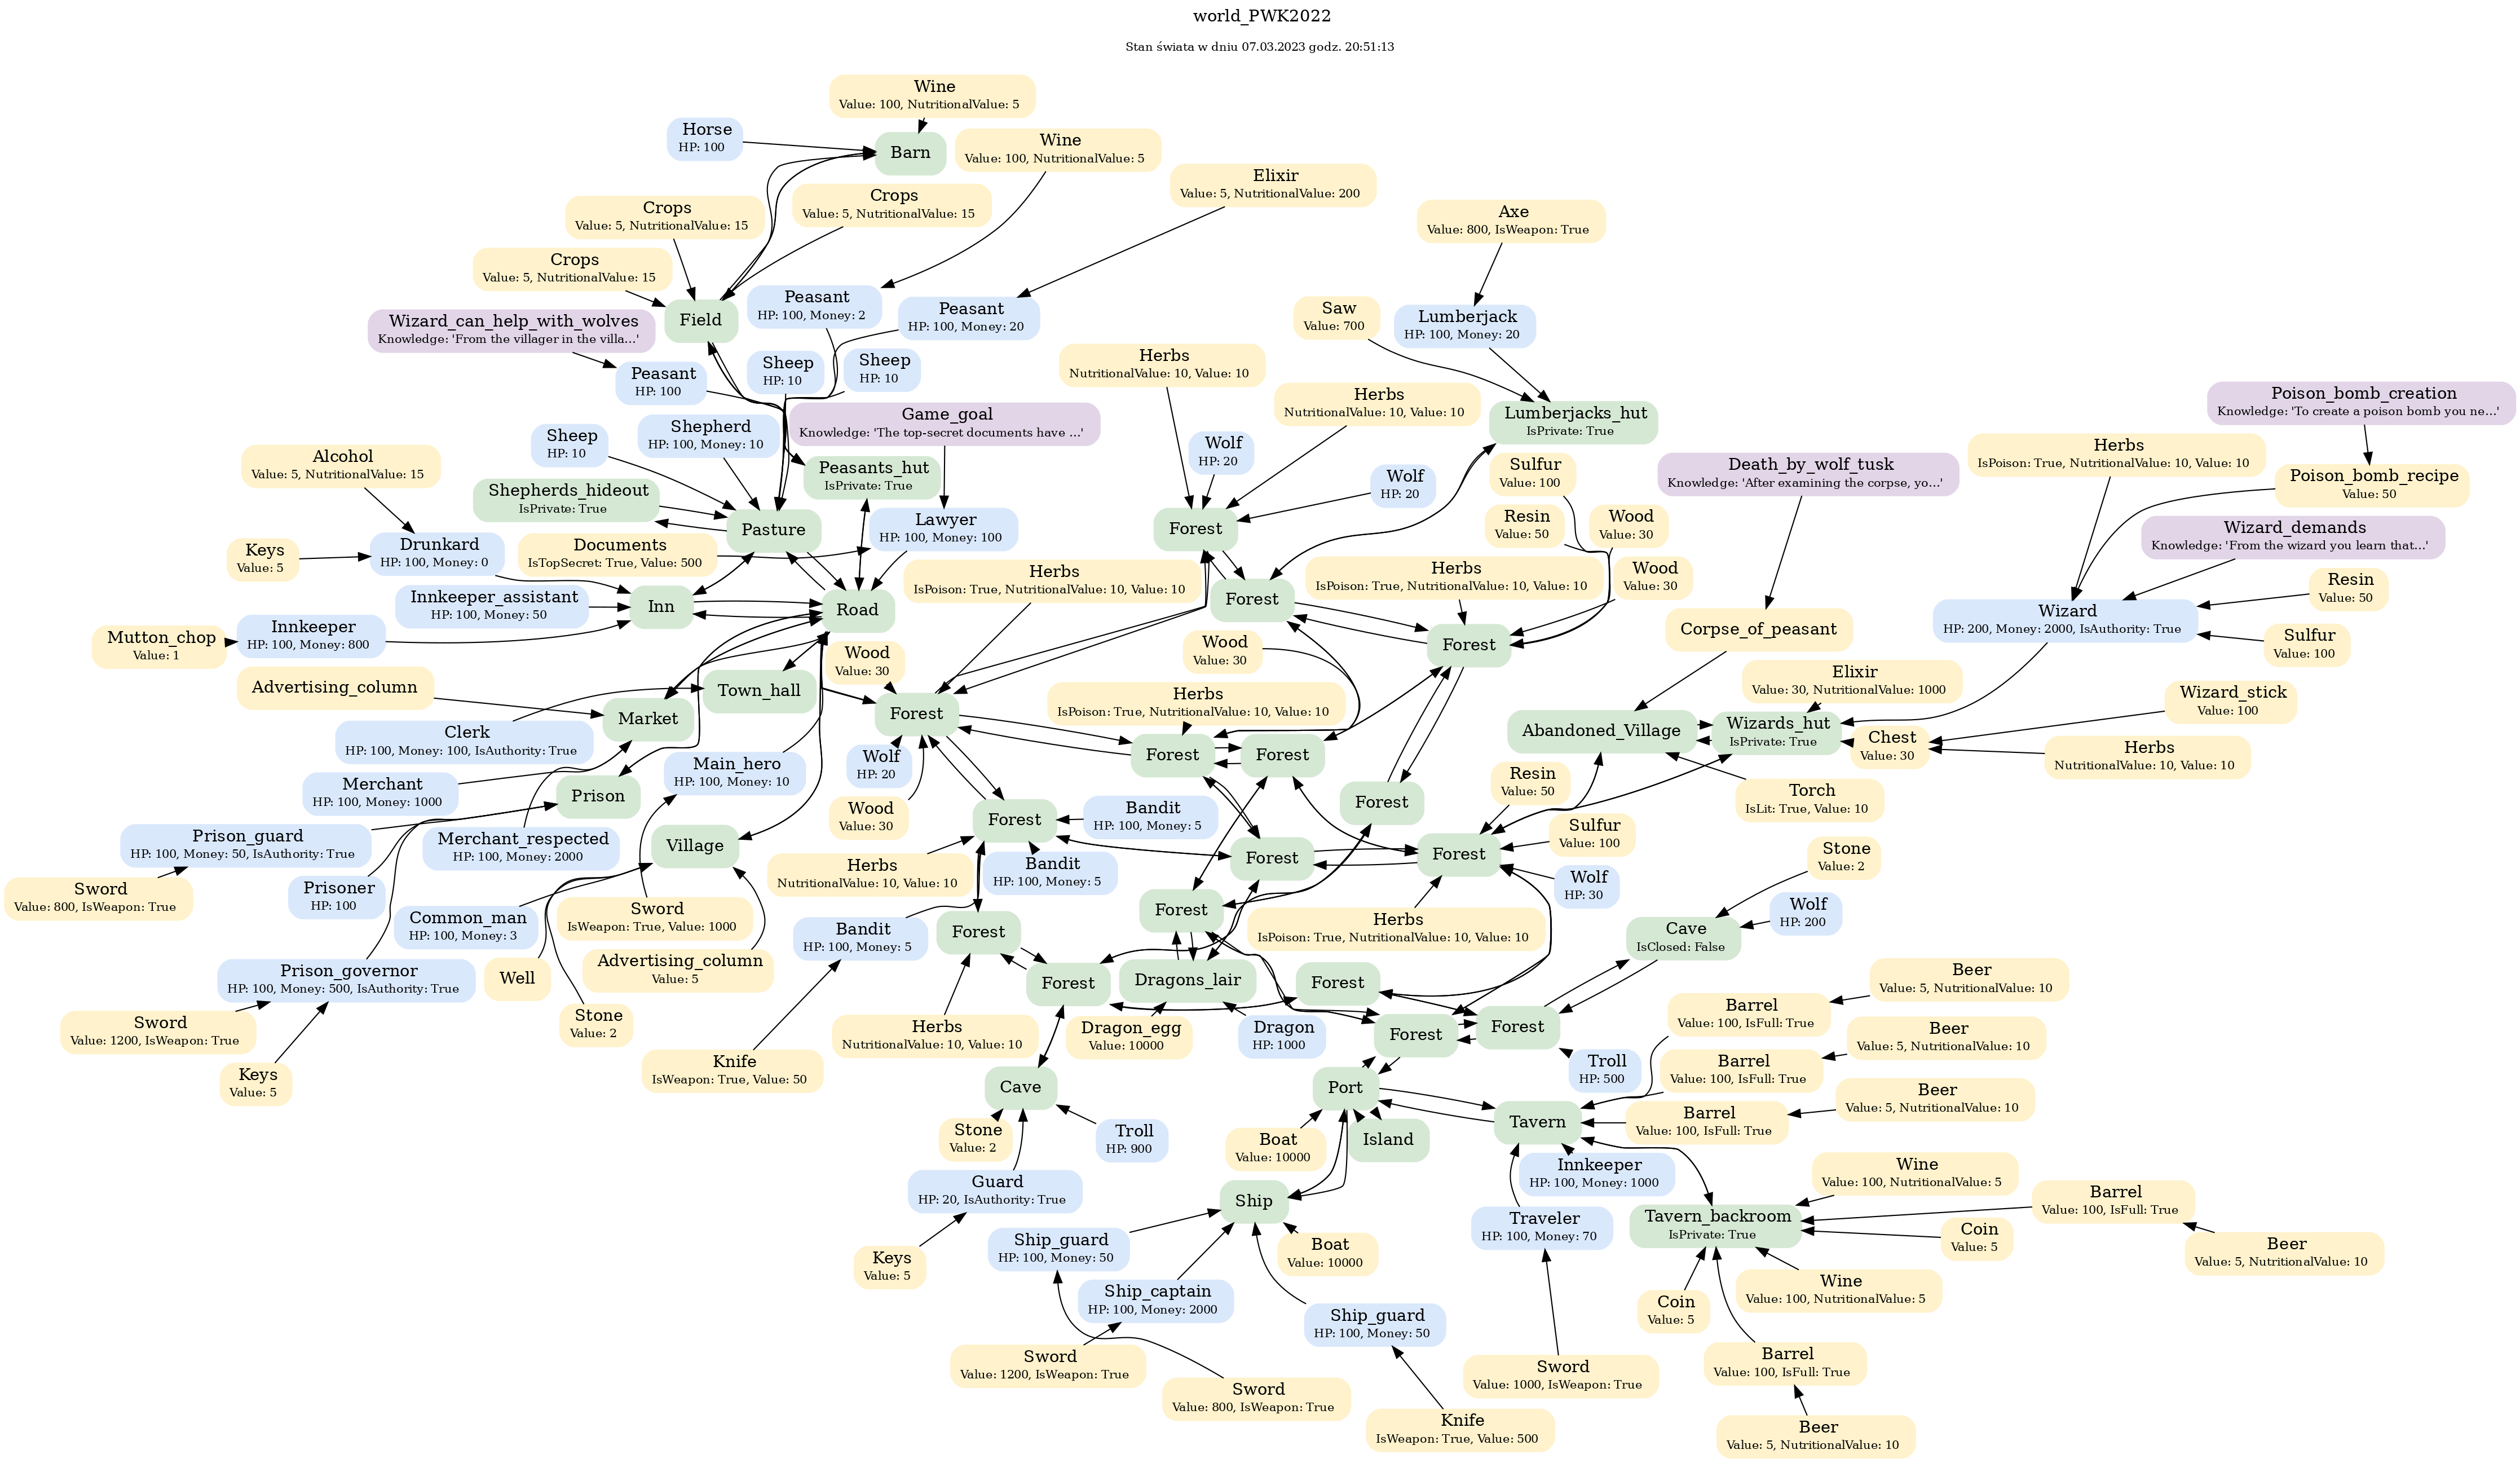 world_PWK2022
Stan świata w dniu 07.03.2023 godz. 20:51:13
Wine
Value: 100, NutritionalValue: 5
Horse
HP: 100
Barn
Wine
Value: 100, NutritionalValue: 5
Elixir
Value: 5, NutritionalValue: 200
Crops
Value: 5, NutritionalValue: 15
Crops
Value: 5, NutritionalValue: 15
Axe
Value: 800, IsWeapon: True
Crops
Value: 5, NutritionalValue: 15
Peasant
HP: 100, Money: 2
Peasant
HP: 100, Money: 20
Saw
Value: 700
Lumberjack
HP: 100, Money: 20
Field
Wizard_can_help_with_wolves
Knowledge: 'From the villager in the villa...'
Sheep
HP: 10
Sheep
HP: 10
Herbs
NutritionalValue: 10, Value: 10
Peasant
HP: 100
Herbs
NutritionalValue: 10, Value: 10
Poison_bomb_creation
Knowledge: 'To create a poison bomb you ne...'
Game_goal
Knowledge: 'The top-secret documents have ...'
Lumberjacks_hut
IsPrivate: True
Shepherd
HP: 100, Money: 10
Sheep
HP: 10
Wolf
HP: 20
Herbs
IsPoison: True, NutritionalValue: 10, Value: 10
Alcohol
Value: 5, NutritionalValue: 15
Peasants_hut
IsPrivate: True
Sulfur
Value: 100
Death_by_wolf_tusk
Knowledge: 'After examining the corpse, yo...'
Wolf
HP: 20
Poison_bomb_recipe
Value: 50
Shepherds_hideout
IsPrivate: True
Pasture
Lawyer
HP: 100, Money: 100
Forest
Resin
Value: 50
Wood
Value: 30
Wizard_demands
Knowledge: 'From the wizard you learn that...'
Keys
Value: 5
Drunkard
HP: 100, Money: 0
Documents
IsTopSecret: True, Value: 500
Herbs
IsPoison: True, NutritionalValue: 10, Value: 10
Herbs
IsPoison: True, NutritionalValue: 10, Value: 10
Wood
Value: 30
Resin
Value: 50
Innkeeper_assistant
HP: 100, Money: 50
Inn
Road
Forest
Wizard
HP: 200, Money: 2000, IsAuthority: True
Mutton_chop
Value: 1
Innkeeper
HP: 100, Money: 800
Forest
Corpse_of_peasant
Sulfur
Value: 100
Wood
Value: 30
Wood
Value: 30
Advertising_column
Town_hall
Elixir
Value: 30, NutritionalValue: 1000
Herbs
IsPoison: True, NutritionalValue: 10, Value: 10
Wizard_stick
Value: 100
Market
Forest
Clerk
HP: 100, Money: 100, IsAuthority: True
Abandoned_Village
Wizards_hut
IsPrivate: True
Chest
Value: 30
Herbs
NutritionalValue: 10, Value: 10
Forest
Forest
Wolf
HP: 20
Main_hero
HP: 100, Money: 10
Merchant
HP: 100, Money: 1000
Prison
Resin
Value: 50
Torch
IsLit: True, Value: 10
Forest
Wood
Value: 30
Forest
Bandit
HP: 100, Money: 5
Prison_guard
HP: 100, Money: 50, IsAuthority: True
Merchant_respected
HP: 100, Money: 2000
Village
Sulfur
Value: 100
Forest
Forest
Stone
Value: 2
Herbs
NutritionalValue: 10, Value: 10
Bandit
HP: 100, Money: 5
Wolf
HP: 30
Sword
Value: 800, IsWeapon: True
Prisoner
HP: 100
Forest
Common_man
HP: 100, Money: 3
Sword
IsWeapon: True, Value: 1000
Bandit
HP: 100, Money: 5
Forest
Herbs
IsPoison: True, NutritionalValue: 10, Value: 10
Wolf
HP: 200
Cave
IsClosed: False
Prison_governor
HP: 100, Money: 500, IsAuthority: True
Well
Advertising_column
Value: 5
Forest
Dragons_lair
Forest
Beer
Value: 5, NutritionalValue: 10
Barrel
Value: 100, IsFull: True
Sword
Value: 1200, IsWeapon: True
Stone
Value: 2
Herbs
NutritionalValue: 10, Value: 10
Dragon_egg
Value: 10000
Dragon
HP: 1000
Forest
Forest
Beer
Value: 5, NutritionalValue: 10
Barrel
Value: 100, IsFull: True
Keys
Value: 5
Knife
IsWeapon: True, Value: 50
Cave
Port
Troll
HP: 500
Beer
Value: 5, NutritionalValue: 10
Barrel
Value: 100, IsFull: True
Tavern
Stone
Value: 2
Troll
HP: 900
Boat
Value: 10000
Island
Innkeeper
HP: 100, Money: 1000
Wine
Value: 100, NutritionalValue: 5
Guard
HP: 20, IsAuthority: True
Ship
Barrel
Value: 100, IsFull: True
Traveler
HP: 100, Money: 70
Tavern_backroom
IsPrivate: True
Coin
Value: 5
Ship_guard
HP: 100, Money: 50
Boat
Value: 10000
Beer
Value: 5, NutritionalValue: 10
Keys
Value: 5
Ship_captain
HP: 100, Money: 2000
Wine
Value: 100, NutritionalValue: 5
Coin
Value: 5
Ship_guard
HP: 100, Money: 50
Sword
Value: 1200, IsWeapon: True
Barrel
Value: 100, IsFull: True
Sword
Value: 1000, IsWeapon: True
Sword
Value: 800, IsWeapon: True
Knife
IsWeapon: True, Value: 500
Beer
Value: 5, NutritionalValue: 10